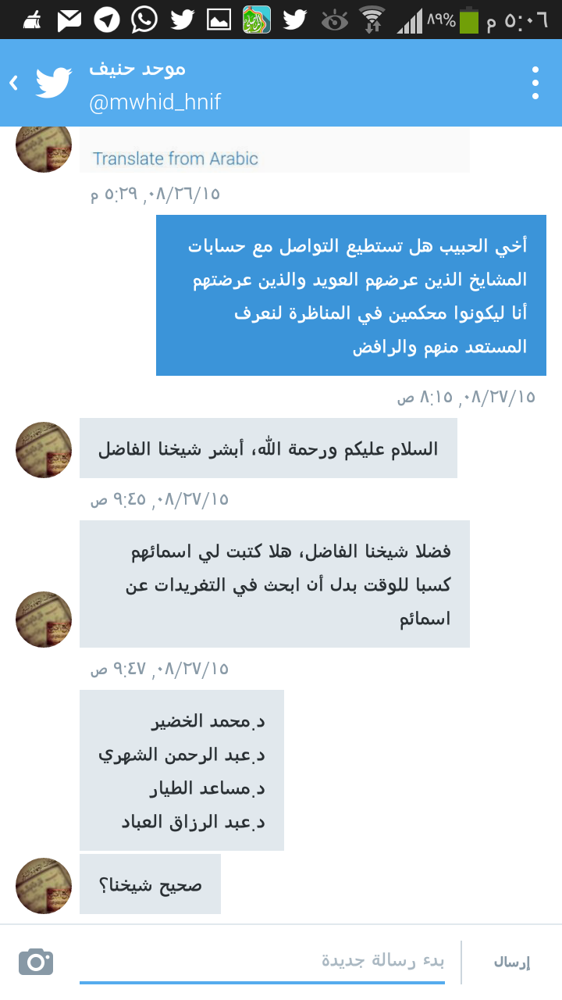 ٥:٠٦ م
٨٩%
موحد حنيف
@mwhid_hnif
Translate from Arabic
٠٨/٢٦/١٥, ٥:٢٩ م
أخي الحبيب هل تستطيع التواصل مع حسابات
المشايخ الذين عرضهم العويد والذين عرضتهم
أنا ليكونوا محكمين في المناظرة لنعرف
المستعد منهم والرافض
٠٨/٢٧/١٥, ٨:١٥ ص
السلام عليكم ورحمة الله، أبشر شيخنا الفاضل
٠٨/٢٧/١٥, ٩:٤٥ ص
فضلا شيخنا الفاضل، هلا كتبت لي اسمائهم
كسبا للوقت بدل أن ابحث في التغريدات عن
اسمائم
٠٨/٢٧/١٥, ٩:٤٧ ص
د.محمد الخضير
د.عبد الرحمن الشهري
د.مساعد الطيار
د.عبد الرزاق العباد
صحيح شيخنا؟
بدء رسالة جديدة
إرسال